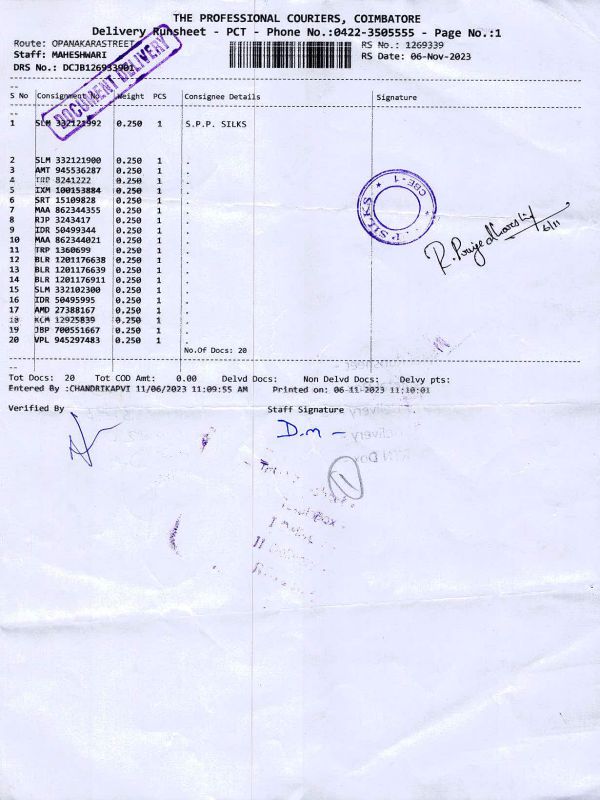 THE PROFESSIONAL COURIERS, COIMBATORE
Delivery Runsheet - PCT - Phone No.:0422-3505555 - Page No.:1
Route: OPANAKARASTREET
RS No.: 1269339
Staff: MAHESHWARI
RS Date: 06-Nov-2023
DRS No.: DCJB126933901
DOCUMENT DELIVERY
S No Consignment No Weight PCS Consignee Details Signature
1 SLM 332121992 0.250 1 S.P.P. SILKS
2 SLM 332121900 0.250 1 .
3 AMT 945536287 0.250 1 .
4 8241222 0.250 1 .
5 IXM 100153884 0.250 1 .
6 SRT 15109828 0.250 1 .
7 MAA 862344355 0.250 1 .
8 RJP 3243417 0.250 1 .
9 IDR 50499344 0.250 1 .
10 MAA 862344021 0.250 1 .
11 TRP 1360699 0.250 1 .
12 BLR 1201176638 0.250 1 .
13 BLR 1201176639 0.250 1 .
14 BLR 1201176911 0.250 1 .
15 SLM 332102300 0.250 1 .
16 IDR 50495995 0.250 1 .
17 AMD 27388167 0.250 1 .
18 KCM 12925839 0.250 1 .
19 JBP 700551667 0.250 1 .
20 VPL 945297483 0.250 1 .
No.Of Docs: 20
P SILKS * CBE-1 *
6/11
Tot Docs: 20 Tot COD Amt: 0.00 Delvd Docs: Non Delvd Docs: Delvy pts:
Entered By :CHANDRIKAPVI 11/06/2023 11:09:55 AM Printed on: 06-11-2023 11:10:01
Verified By
Staff Signature
D.m -
1